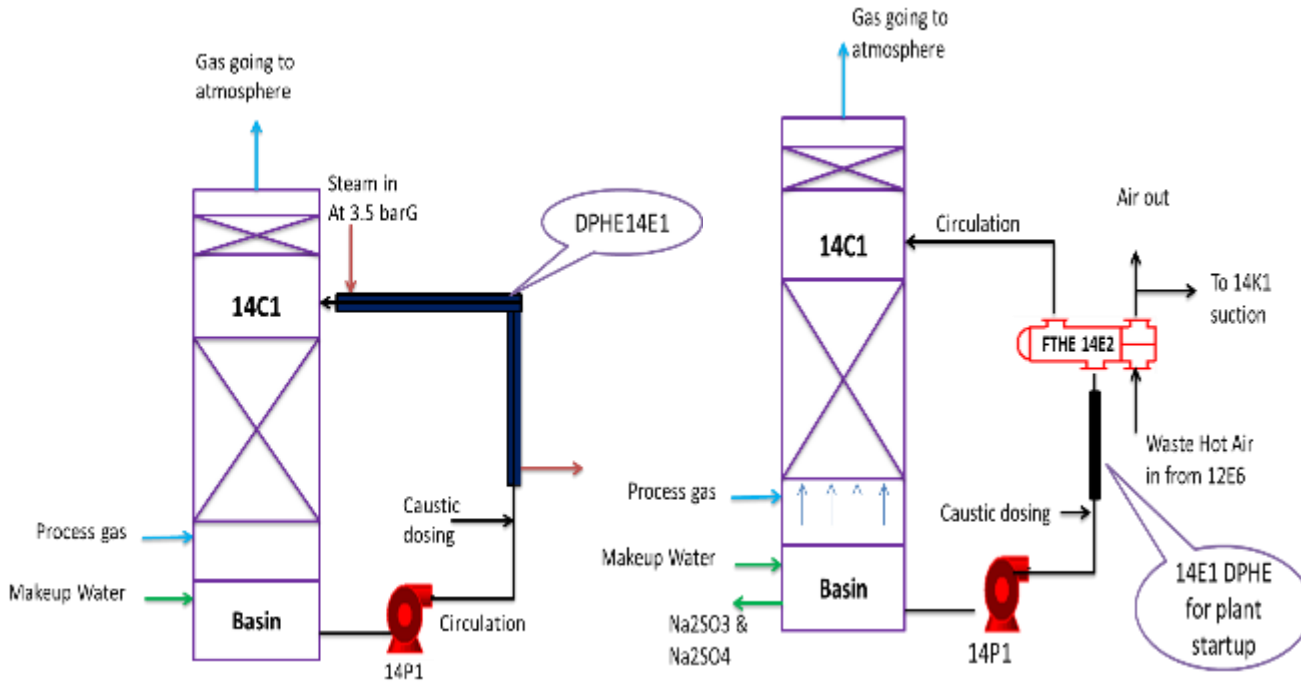 Gas going to
atmosphere
Steam in
At 3.5 barG
DPHE14E1
14C1
Process gas
Makeup Water
Basin
Caustic
dosing
Circulation
14P1
Gas going to
atmosphere
Air out
Circulation
14C1
To 14K1
suction
FTHE 14E2
Waste Hot Air
in from 12E6
Process gas
Caustic dosing
Makeup Water
Basin
Na2SO3 &
Na2SO4
14P1
14E1 DPHE
for plant
startup